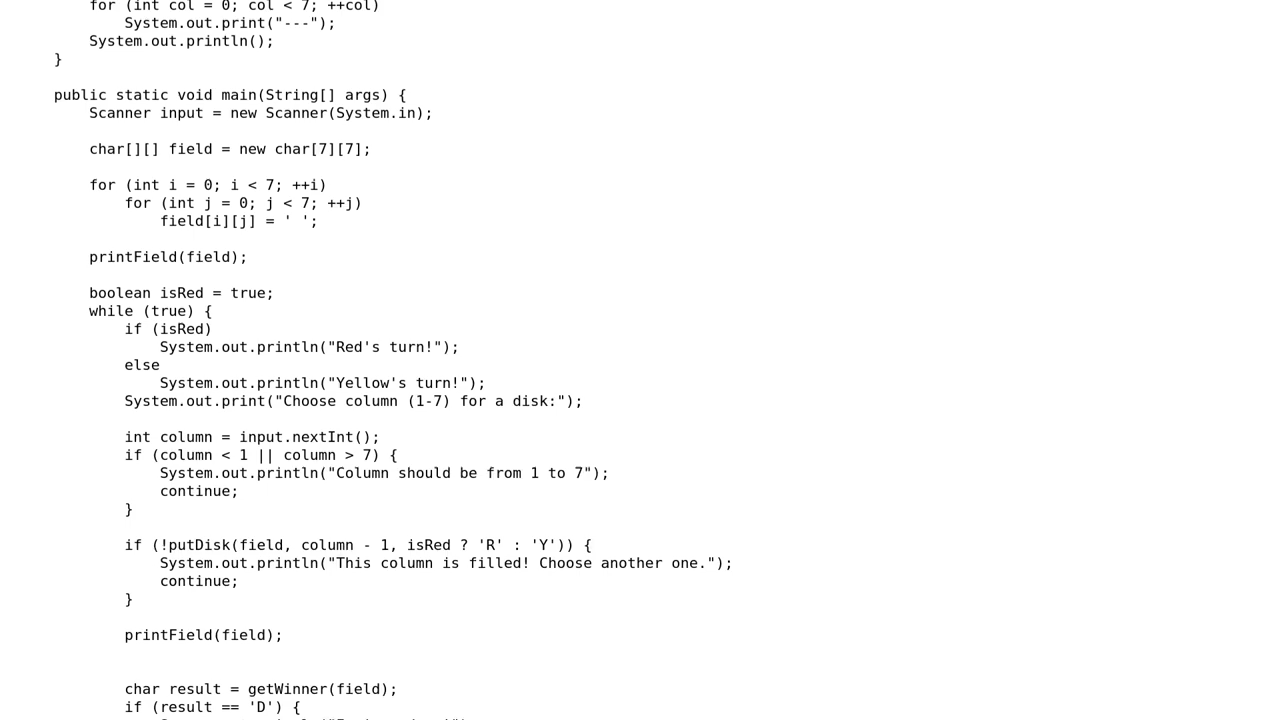 for (int col = 0; col < 7; ++col)
System.out.print("---");
System.out.println();
}
public static void main(String[] args) {
Scanner input = new Scanner(System.in);
char[][] field = new char[7][7];
for (int i = 0; i < 7; ++i)
for (int j = 0; j < 7; ++j)
field[i][j] = ' ';
printField(field);
boolean isRed = true;
while (true) {
if (isRed)
System.out.println("Red's turn!");
else
System.out.println("Yellow's turn!");
System.out.print("Choose column (1-7) for a disk:");
int column = input.nextInt();
if (column < 1 || column > 7) {
System.out.println("Column should be from 1 to 7");
continue;
}
if (!putDisk(field, column - 1, isRed ? 'R' : 'Y')) {
System.out.println("This column is filled! Choose another one.");
continue;
}
printField(field);
char result = getWinner(field);
if (result == 'D') {